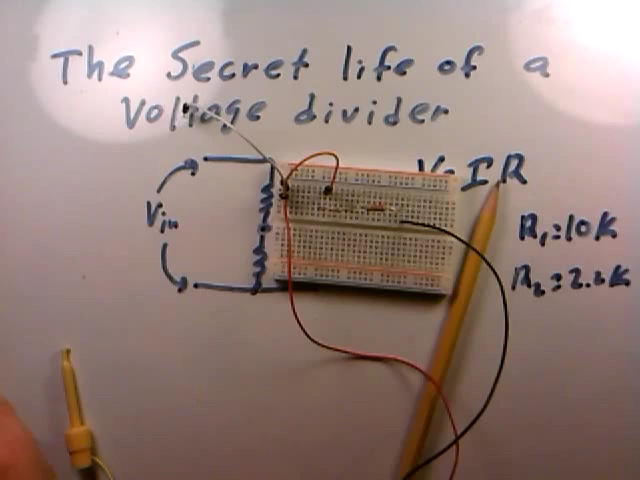 The Secret life of a
Voltage divider
V=IR
Vin
R1=10K
R2=2.2K